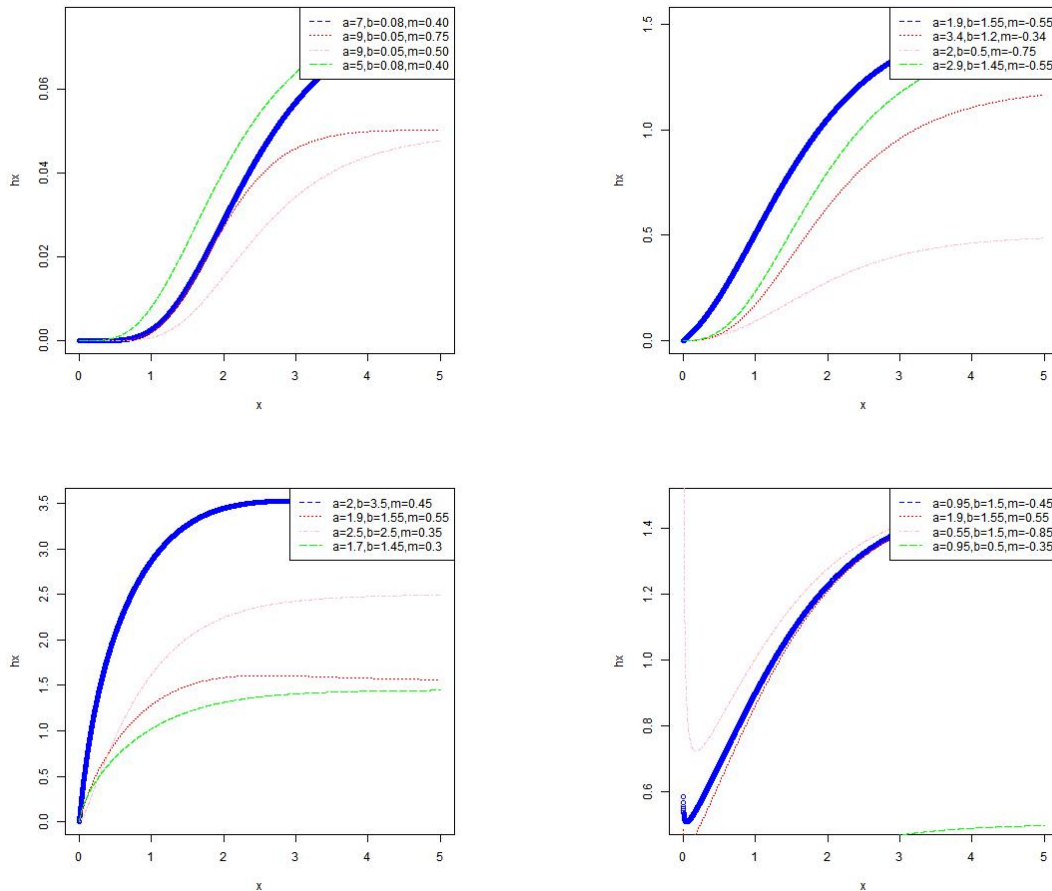 a=7,b=0.08,m=0.40
a=9,b=0.05,m=0.75
a=9,b=0.05,m=0.50
a=5,b=0.08,m=0.40
hx
0.00 0.02 0.04 0.06
0 1 2 3 4 5
x
a=1.9,b=1.55,m=-0.55
a=3.4,b=1.2,m=-0.34
a=2,b=0.5,m=-0.75
a=2.9,b=1.45,m=-0.55
hx
0.0 0.5 1.0 1.5
0 1 2 3 4 5
x
a=2,b=3.5,m=0.45
a=1.9,b=1.55,m=0.55
a=2.5,b=2.5,m=0.35
a=1.7,b=1.45,m=0.3
hx
0.0 0.5 1.0 1.5 2.0 2.5 3.0 3.5
0 1 2 3 4 5
x
a=0.95,b=1.5,m=-0.45
a=1.9,b=1.55,m=0.55
a=0.55,b=1.5,m=-0.85
a=0.95,b=0.5,m=-0.35
hx
0.6 0.8 1.0 1.2 1.4
0 1 2 3 4 5
x